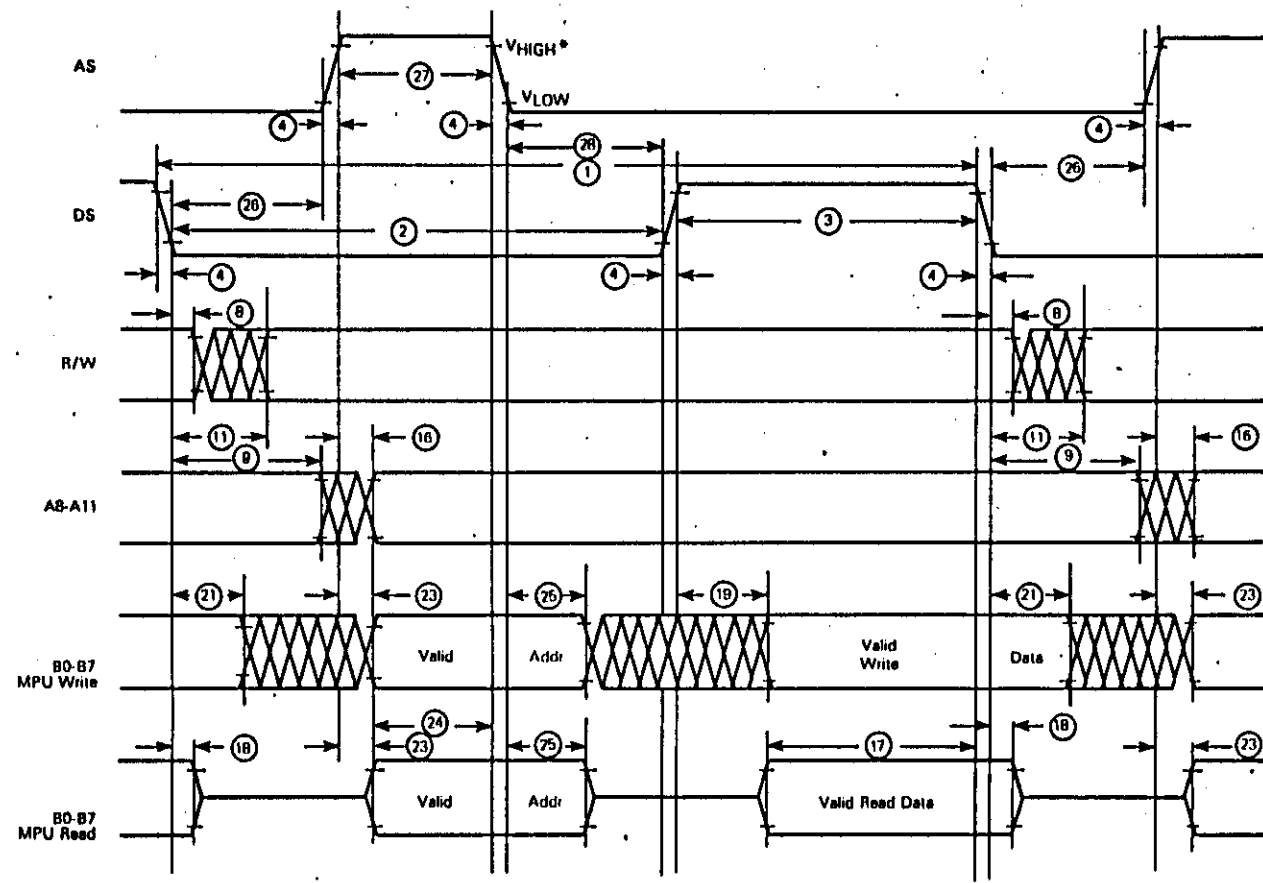 AS
VHIGH*
27
VLOW
4
4
4
28
1
26
DS
26
2
3
4
4
4
8
8
R/W
11
16
11
16
9
9
A8-A11
21
23
25
19
21
23
B0-B7
MPU Write
Valid
Addr
Valid
Write
Data
24
18
23
25
17
18
23
B0-B7
MPU Read
Valid
Addr
Valid Read Data